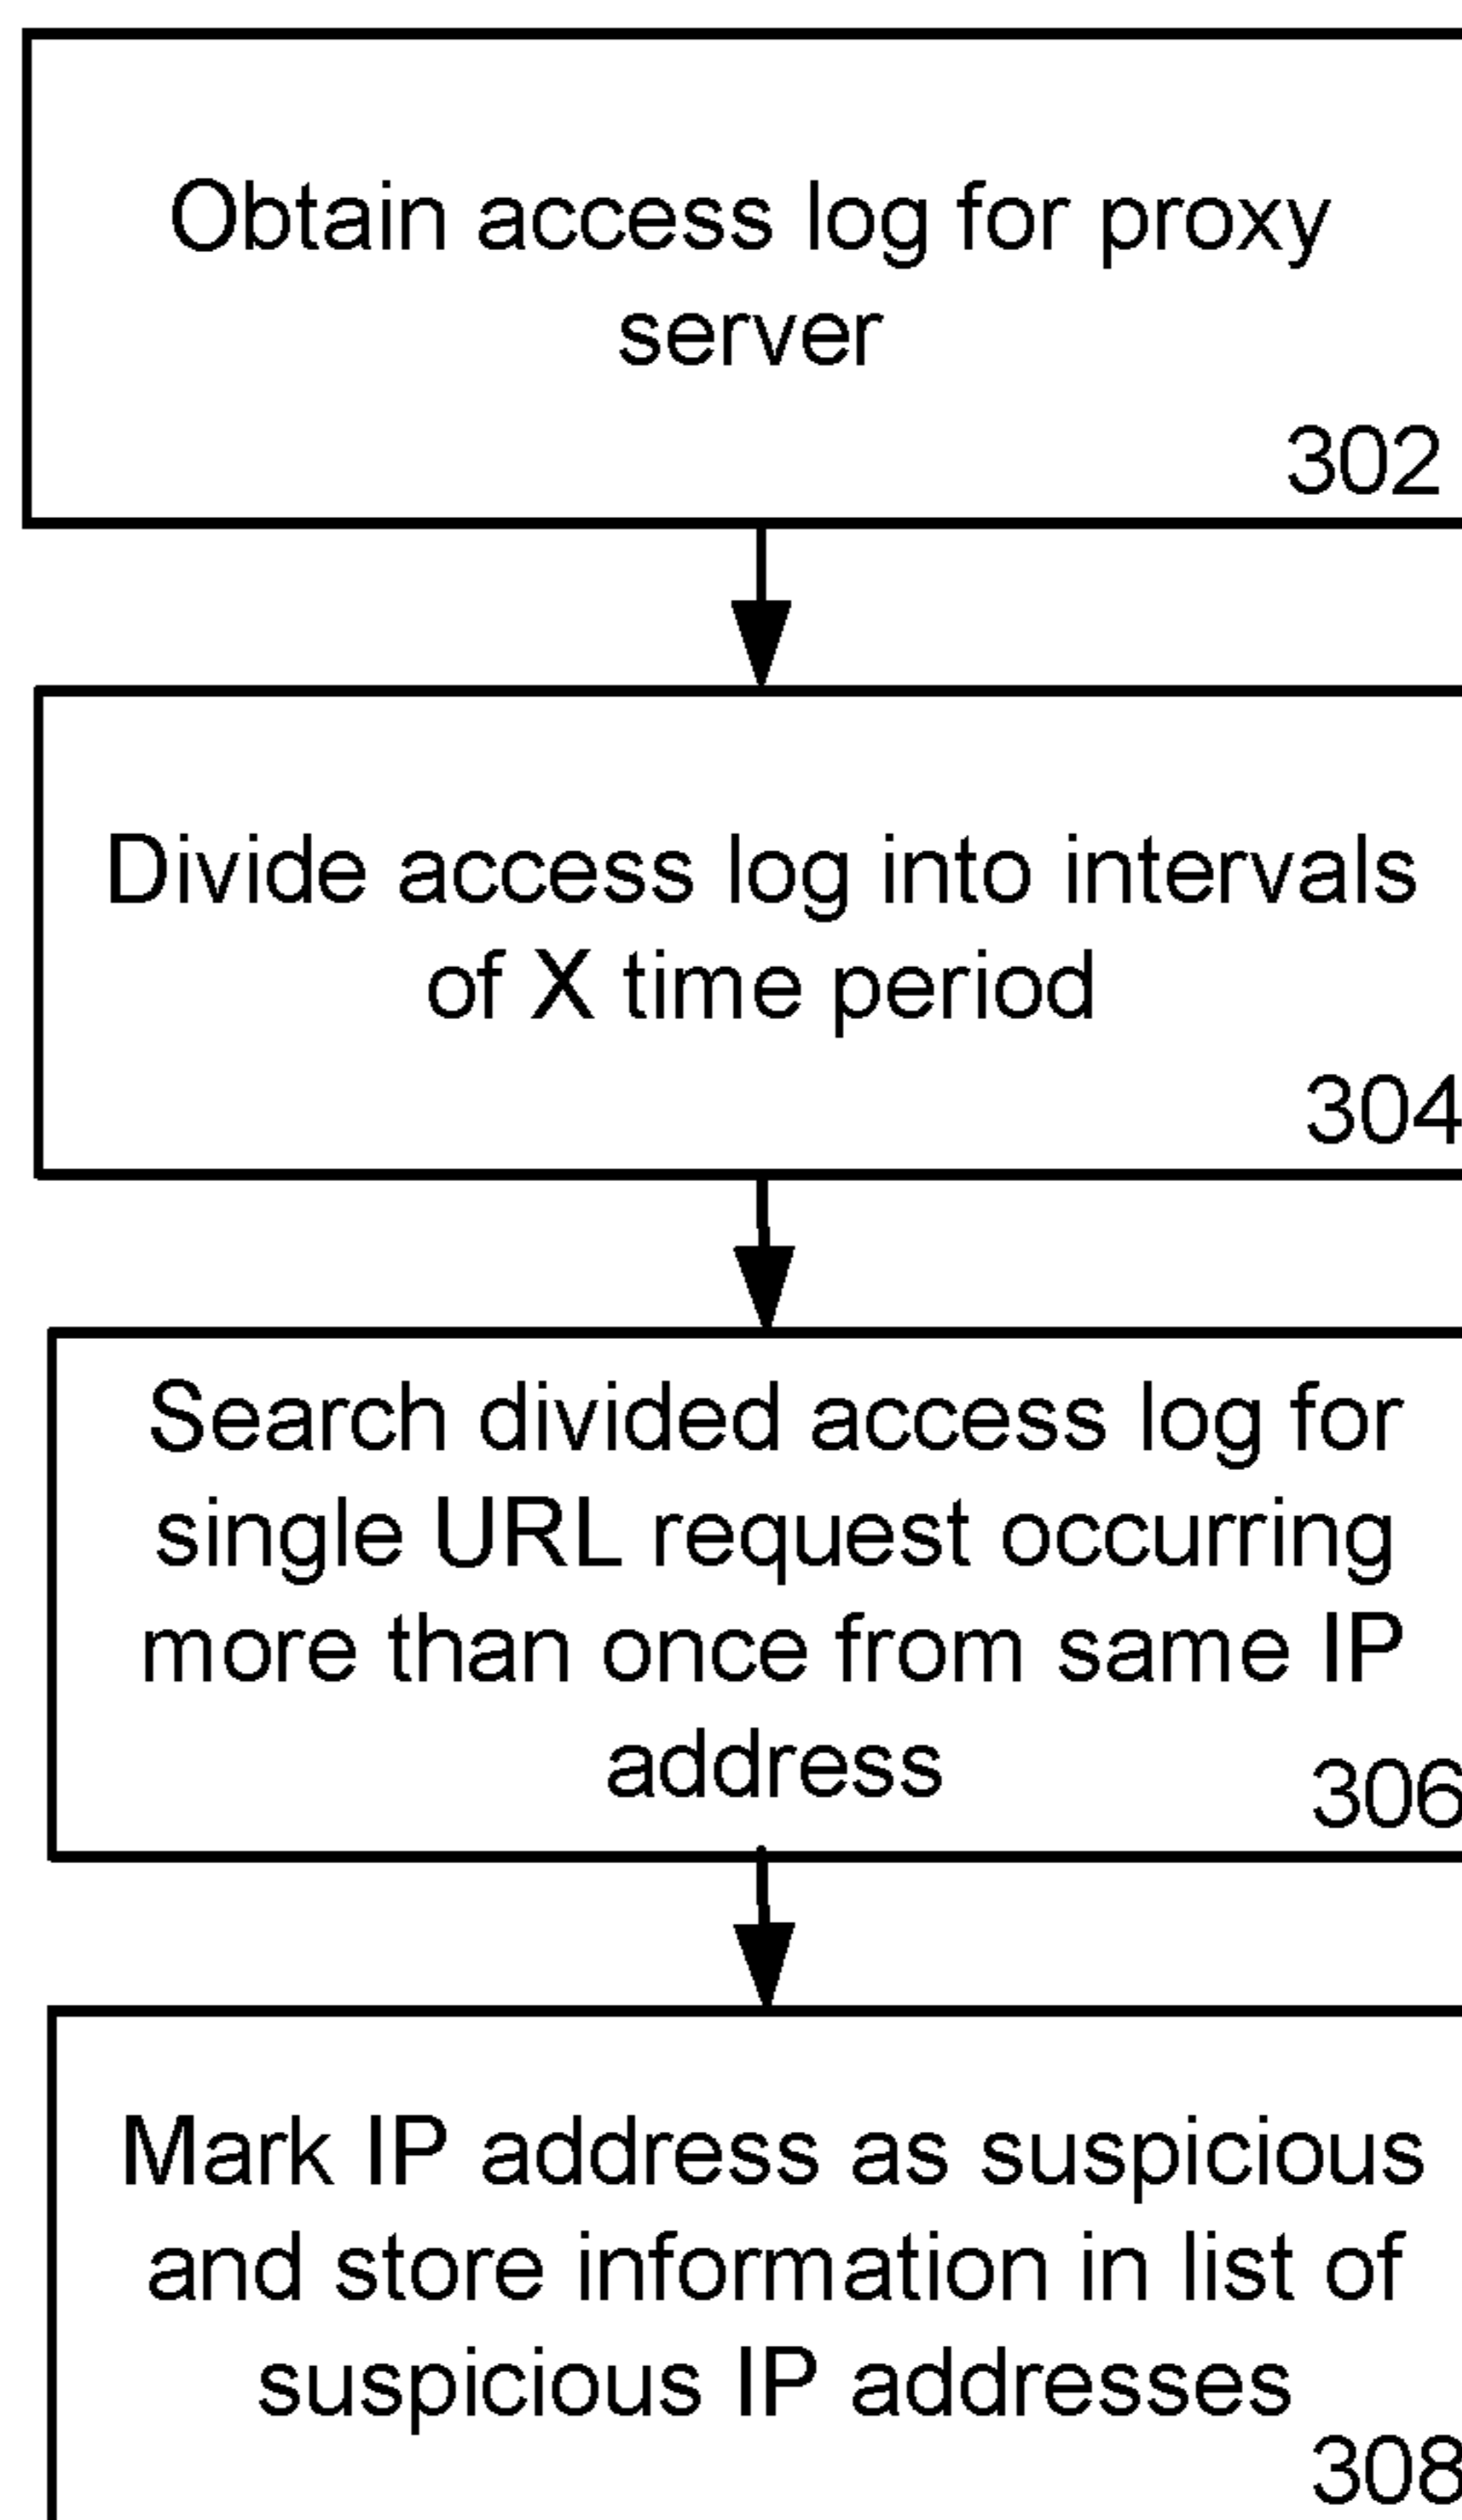 Obtain access log for proxy
server
302
Divide access log into intervals
of X time period
304
Search divided access log for
single URL request occurring
more than once from same IP
address
306
Mark IP address as suspicious
and store information in list of
suspicious IP addresses
308